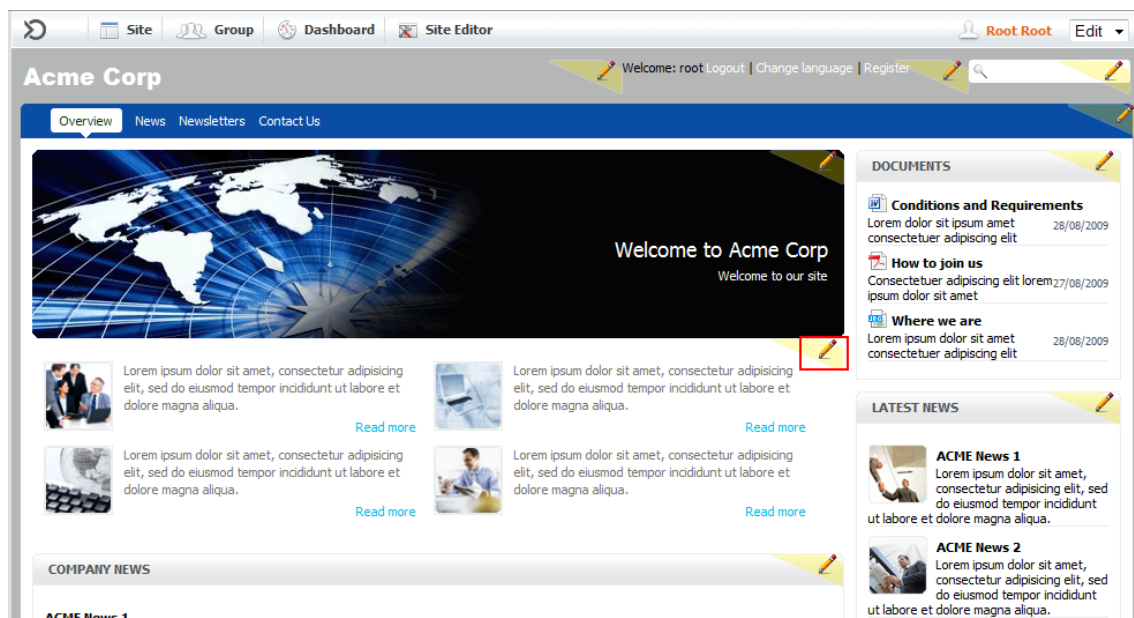 Site Group Dashboard Site Editor Root Root Edit
Acme Corp
Welcome: root Logout | Change language | Register
Overview News Newsletters Contact Us
Welcome to Acme Corp
Welcome to our site
Lorem ipsum dolor sit amet, consectetur adipisicing
elit, sed do eiusmod tempor incididunt ut labore et
dolore magna aliqua.
Read more
Lorem ipsum dolor sit amet, consectetur adipisicing
elit, sed do eiusmod tempor incididunt ut labore et
dolore magna aliqua.
Read more
Lorem ipsum dolor sit amet, consectetur adipisicing
elit, sed do eiusmod tempor incididunt ut labore et
dolore magna aliqua.
Read more
Lorem ipsum dolor sit amet, consectetur adipisicing
elit, sed do eiusmod tempor incididunt ut labore et
dolore magna aliqua.
Read more
COMPANY NEWS
ACME News 1
DOCUMENTS
Conditions and Requirements
Lorem dolor sit ipsum amet 28/08/2009
consectetuer adipiscing elit
How to join us
Consectetuer adipiscing elit lorem 27/08/2009
ipsum dolor sit amet
Where we are
Lorem ipsum dolor sit amet 28/08/2009
consectetuer adipiscing elit
LATEST NEWS
ACME News 1
Lorem ipsum dolor sit amet,
consectetur adipisicing elit, sed
do eiusmod tempor incididunt
ut labore et dolore magna aliqua.
ACME News 2
Lorem ipsum dolor sit amet,
consectetur adipisicing elit, sed
do eiusmod tempor incididunt
ut labore et dolore magna aliqua.